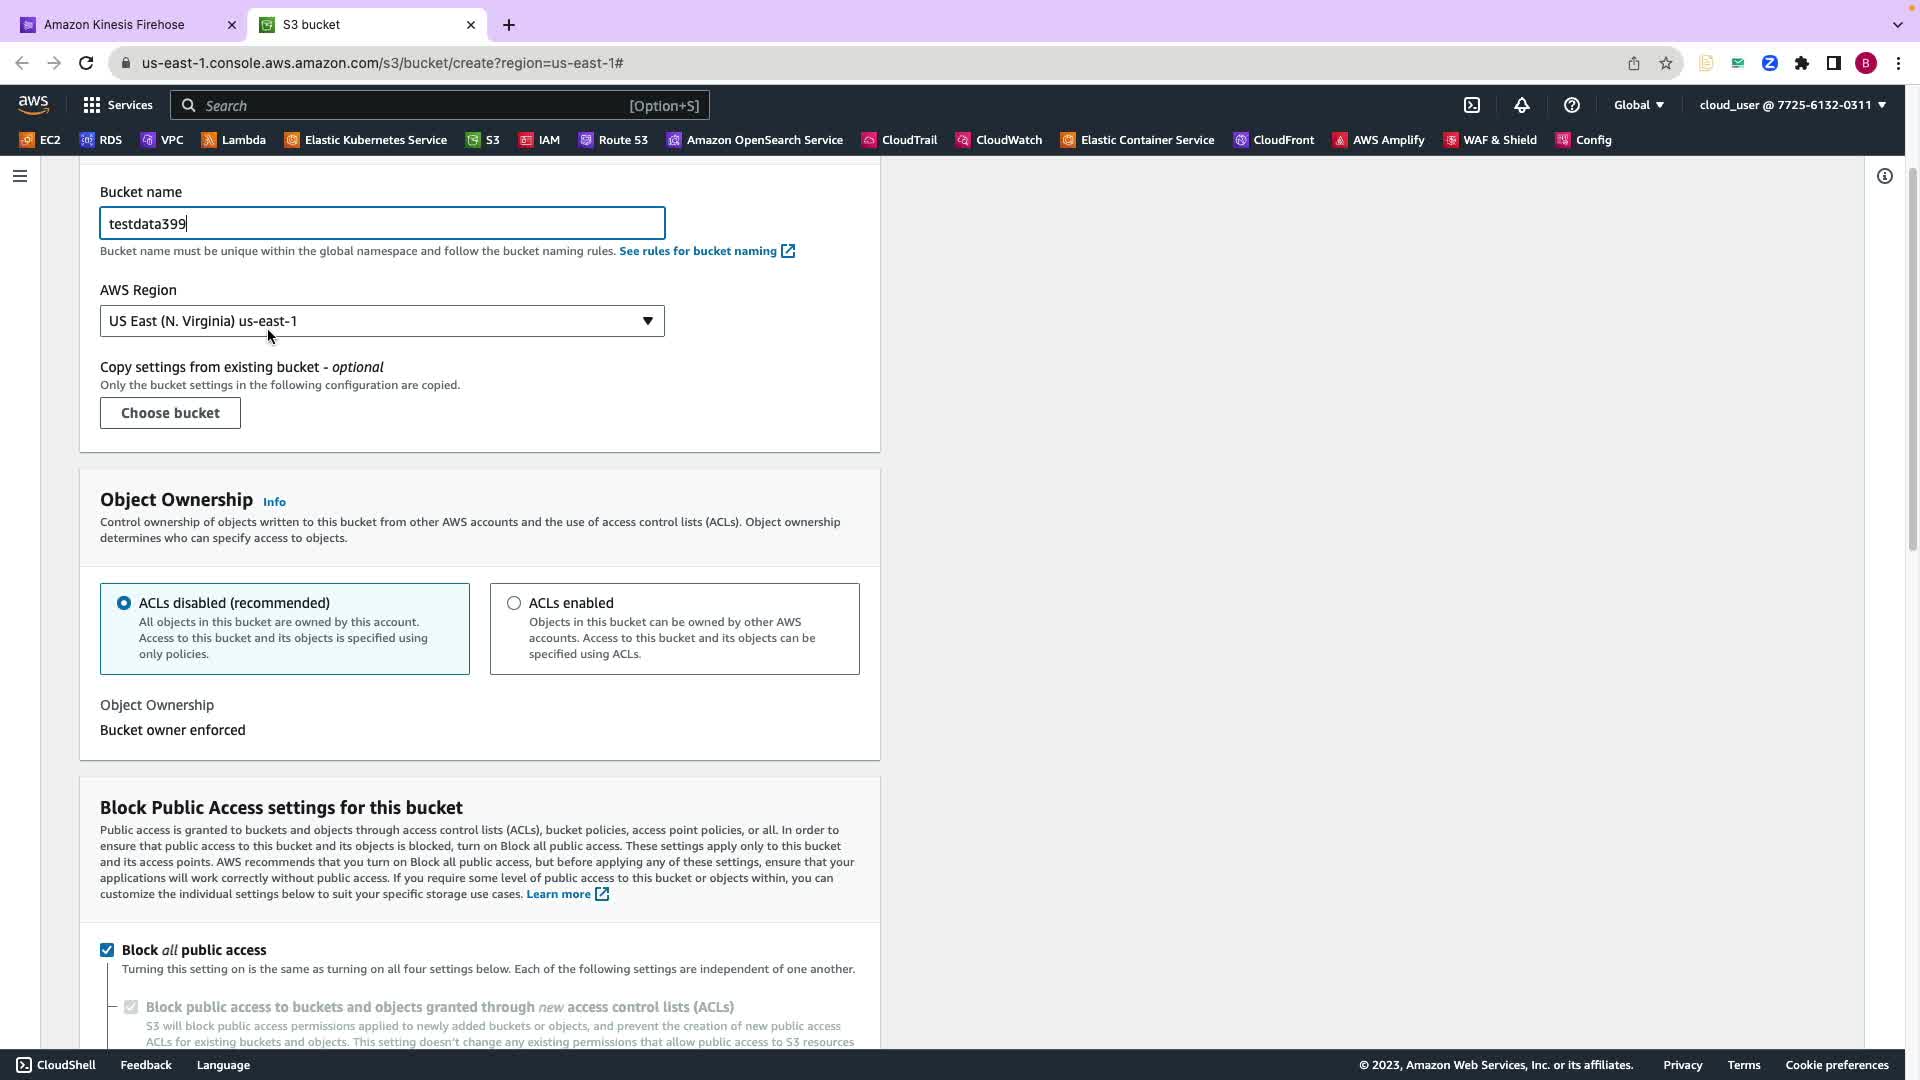 Amazon Kinesis Firehose
S3 bucket
us-east-1.console.aws.amazon.com/s3/bucket/create?region=us-east-1#
B
aws
Services
Search
[Option+S]
Global
cloud_user @ 7725-6132-0311
EC2
RDS
VPC
Lambda
Elastic Kubernetes Service
S3
IAM
Route 53
Amazon OpenSearch Service
CloudTrail
CloudWatch
Elastic Container Service
CloudFront
AWS Amplify
WAF & Shield
Config
Bucket name
testdata399
Bucket name must be unique within the global namespace and follow the bucket naming rules. See rules for bucket naming
AWS Region
US East (N. Virginia) us-east-1
Copy settings from existing bucket - optional
Only the bucket settings in the following configuration are copied.
Choose bucket
Object Ownership Info
Control ownership of objects written to this bucket from other AWS accounts and the use of access control lists (ACLs). Object ownership
determines who can specify access to objects.
ACLs disabled (recommended)
All objects in this bucket are owned by this account.
Access to this bucket and its objects is specified using
only policies.
ACLs enabled
Objects in this bucket can be owned by other AWS
accounts. Access to this bucket and its objects can be
specified using ACLs.
Object Ownership
Bucket owner enforced
Block Public Access settings for this bucket
Public access is granted to buckets and objects through access control lists (ACLs), bucket policies, access point policies, or all. In order to
ensure that public access to this bucket and its objects is blocked, turn on Block all public access. These settings apply only to this bucket
and its access points. AWS recommends that you turn on Block all public access, but before applying any of these settings, ensure that your
applications will work correctly without public access. If you require some level of public access to this bucket or objects within, you can
customize the individual settings below to suit your specific storage use cases. Learn more
Block all public access
Turning this setting on is the same as turning on all four settings below. Each of the following settings are independent of one another.
Block public access to buckets and objects granted through new access control lists (ACLs)
S3 will block public access permissions applied to newly added buckets or objects, and prevent the creation of new public access
ACLs for existing buckets and objects. This setting doesn't change any existing permissions that allow public access to S3 resources
CloudShell
Feedback
Language
© 2023, Amazon Web Services, Inc. or its affiliates.
Privacy
Terms
Cookie preferences